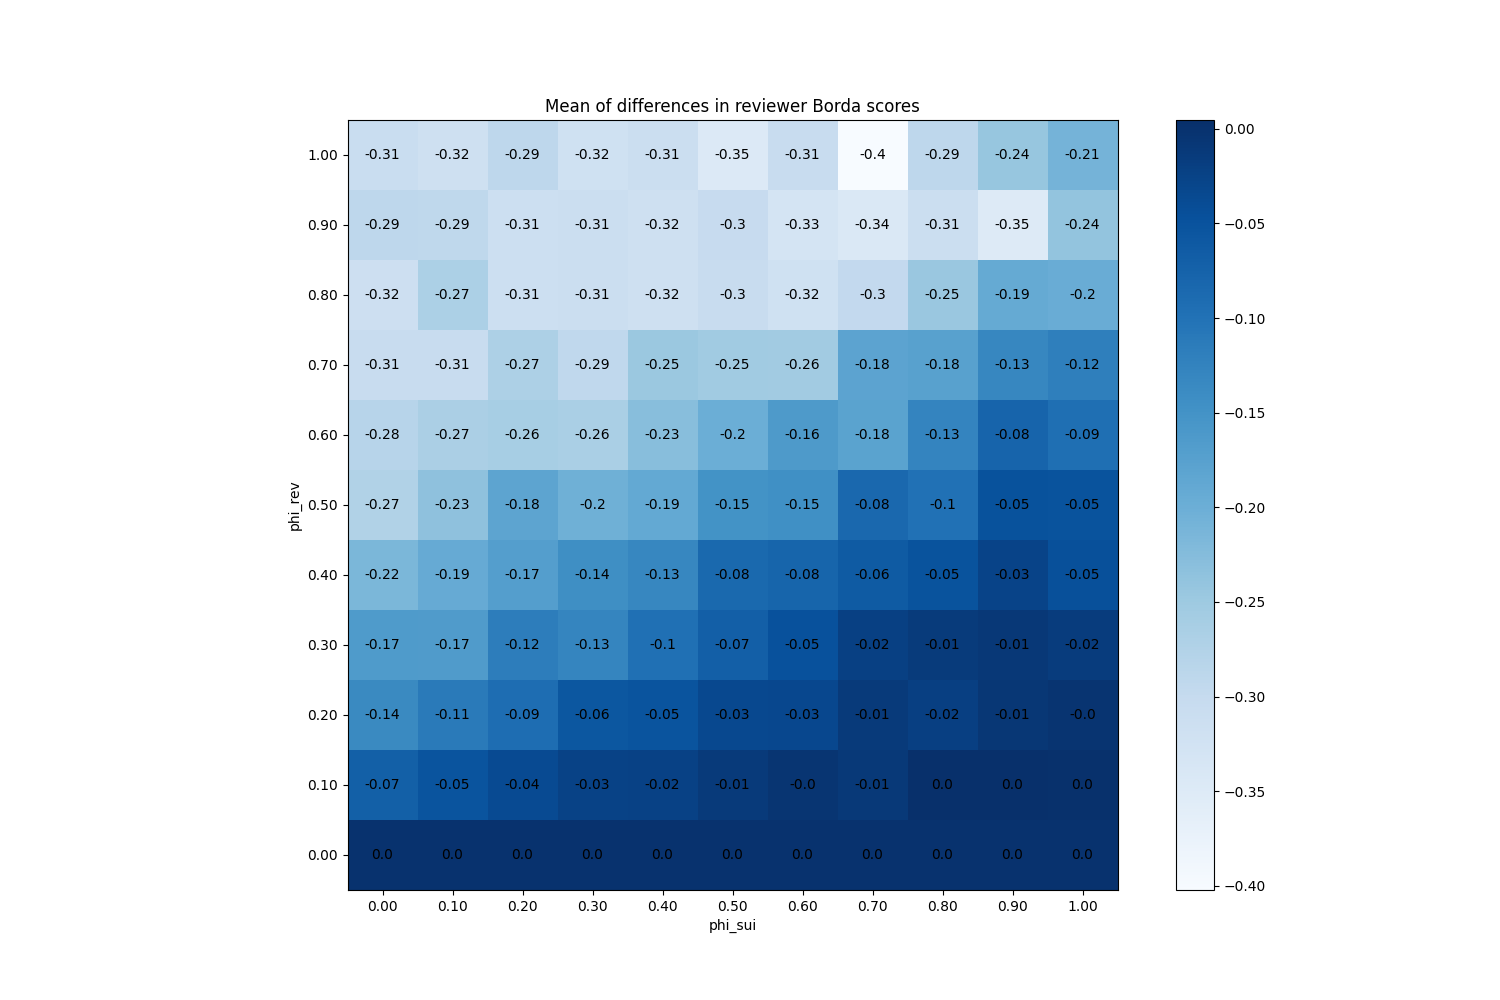 Mean of differences in reviewer Borda scores
1.00 -0.31 -0.32 -0.29 -0.32 -0.31 -0.35 -0.31 -0.4 -0.29 -0.24 -0.21
0.90 -0.29 -0.29 -0.31 -0.31 -0.32 -0.3 -0.33 -0.34 -0.31 -0.35 -0.24
0.80 -0.32 -0.27 -0.31 -0.31 -0.32 -0.3 -0.32 -0.3 -0.25 -0.19 -0.2
0.70 -0.31 -0.31 -0.27 -0.29 -0.25 -0.25 -0.26 -0.18 -0.18 -0.13 -0.12
0.60 -0.28 -0.27 -0.26 -0.26 -0.23 -0.2 -0.16 -0.18 -0.13 -0.08 -0.09
0.50 -0.27 -0.23 -0.18 -0.2 -0.19 -0.15 -0.15 -0.08 -0.1 -0.05 -0.05
0.40 -0.22 -0.19 -0.17 -0.14 -0.13 -0.08 -0.08 -0.06 -0.05 -0.03 -0.05
0.30 -0.17 -0.17 -0.12 -0.13 -0.1 -0.07 -0.05 -0.02 -0.01 -0.01 -0.02
0.20 -0.14 -0.11 -0.09 -0.06 -0.05 -0.03 -0.03 -0.01 -0.02 -0.01 -0.0
0.10 -0.07 -0.05 -0.04 -0.03 -0.02 -0.01 -0.0 -0.01 0.0 0.0 0.0
0.00 0.0 0.0 0.0 0.0 0.0 0.0 0.0 0.0 0.0 0.0 0.0
0.00 0.10 0.20 0.30 0.40 0.50 0.60 0.70 0.80 0.90 1.00
phi_sui
phi_rev
0.00
−0.05
−0.10
−0.15
−0.20
−0.25
−0.30
−0.35
−0.40